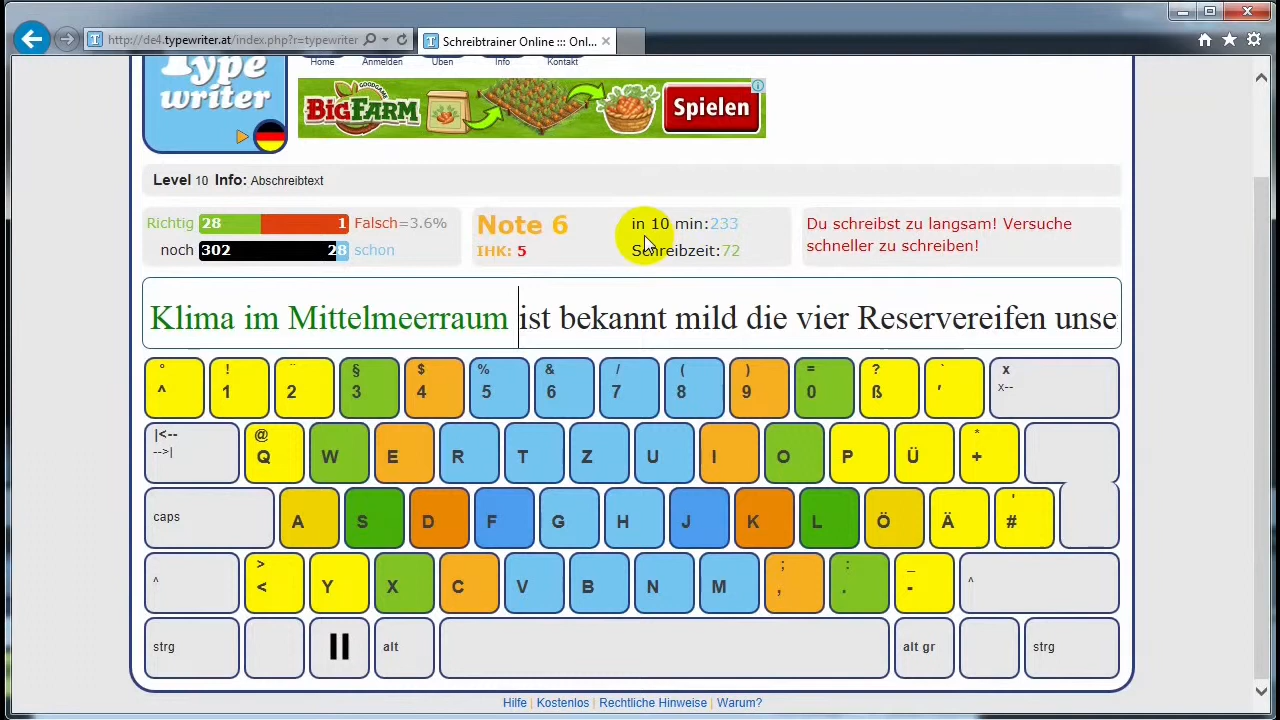 http://de4.typewriter.at/index.php?r=typewriter
Schreibtrainer Online ::: Onl...
Type
writer
Home Anmelden Üben Info Kontakt
GOODGAME
BIGFARM
Spielen
Level 10 Info: Abschreibtext
Richtig 28 1 Falsch=3.6%
noch 302 28 schon
Note 6
IHK: 5
in 10 min:233
Schreibzeit:72
Du schreibst zu langsam! Versuche
schneller zu schreiben!
Klima im Mittelmeerraum ist bekannt mild die vier Reservereifen unse
° ! ¨ § $ % & / ( ) = ? ` x
^ 1 2 3 4 5 6 7 8 9 0 ß ´ x--
|<-- @ *
-->| Q W E R T Z U I O P Ü +
'
caps A S D F G H J K L Ö Ä #
> ; : _
^ < Y X C V B N M , . - ^
strg alt alt gr strg
Hilfe | Kostenlos | Rechtliche Hinweise | Warum?